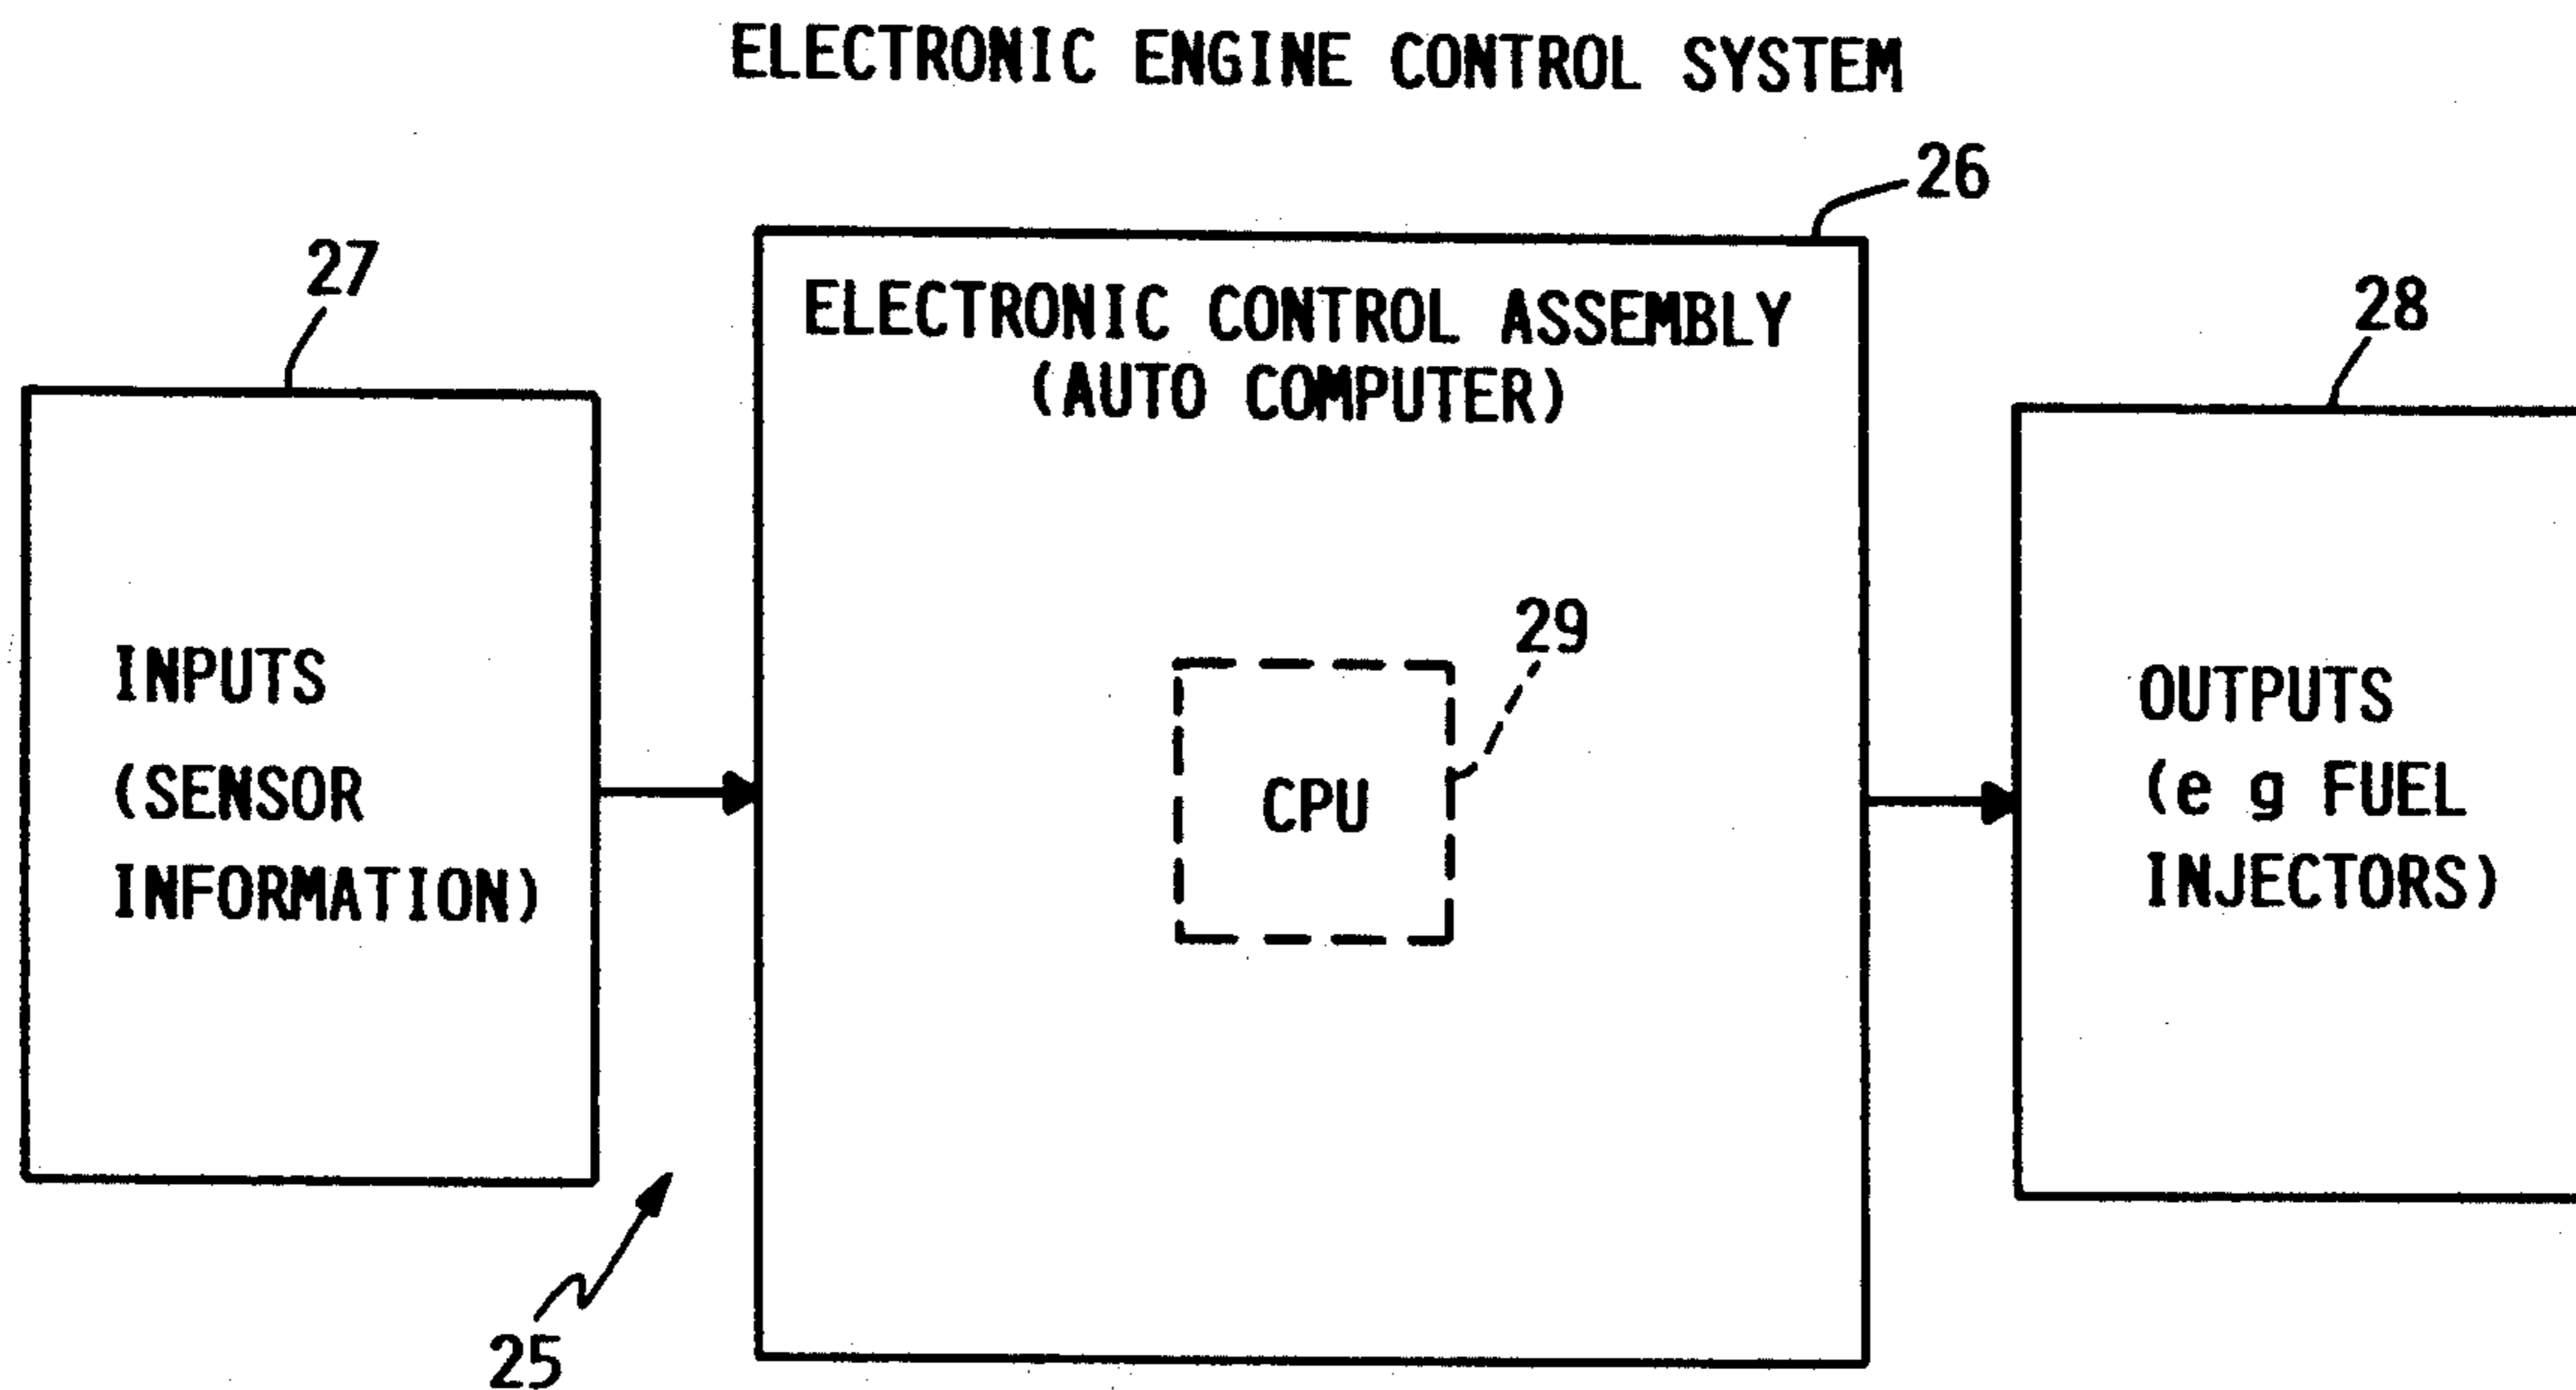 ELECTRONIC ENGINE CONTROL SYSTEM
26
27
28
ELECTRONIC CONTROL ASSEMBLY
(AUTO COMPUTER)
29
INPUTS
(SENSOR
INFORMATION)
CPU
OUTPUTS
(e g FUEL
INJECTORS)
25